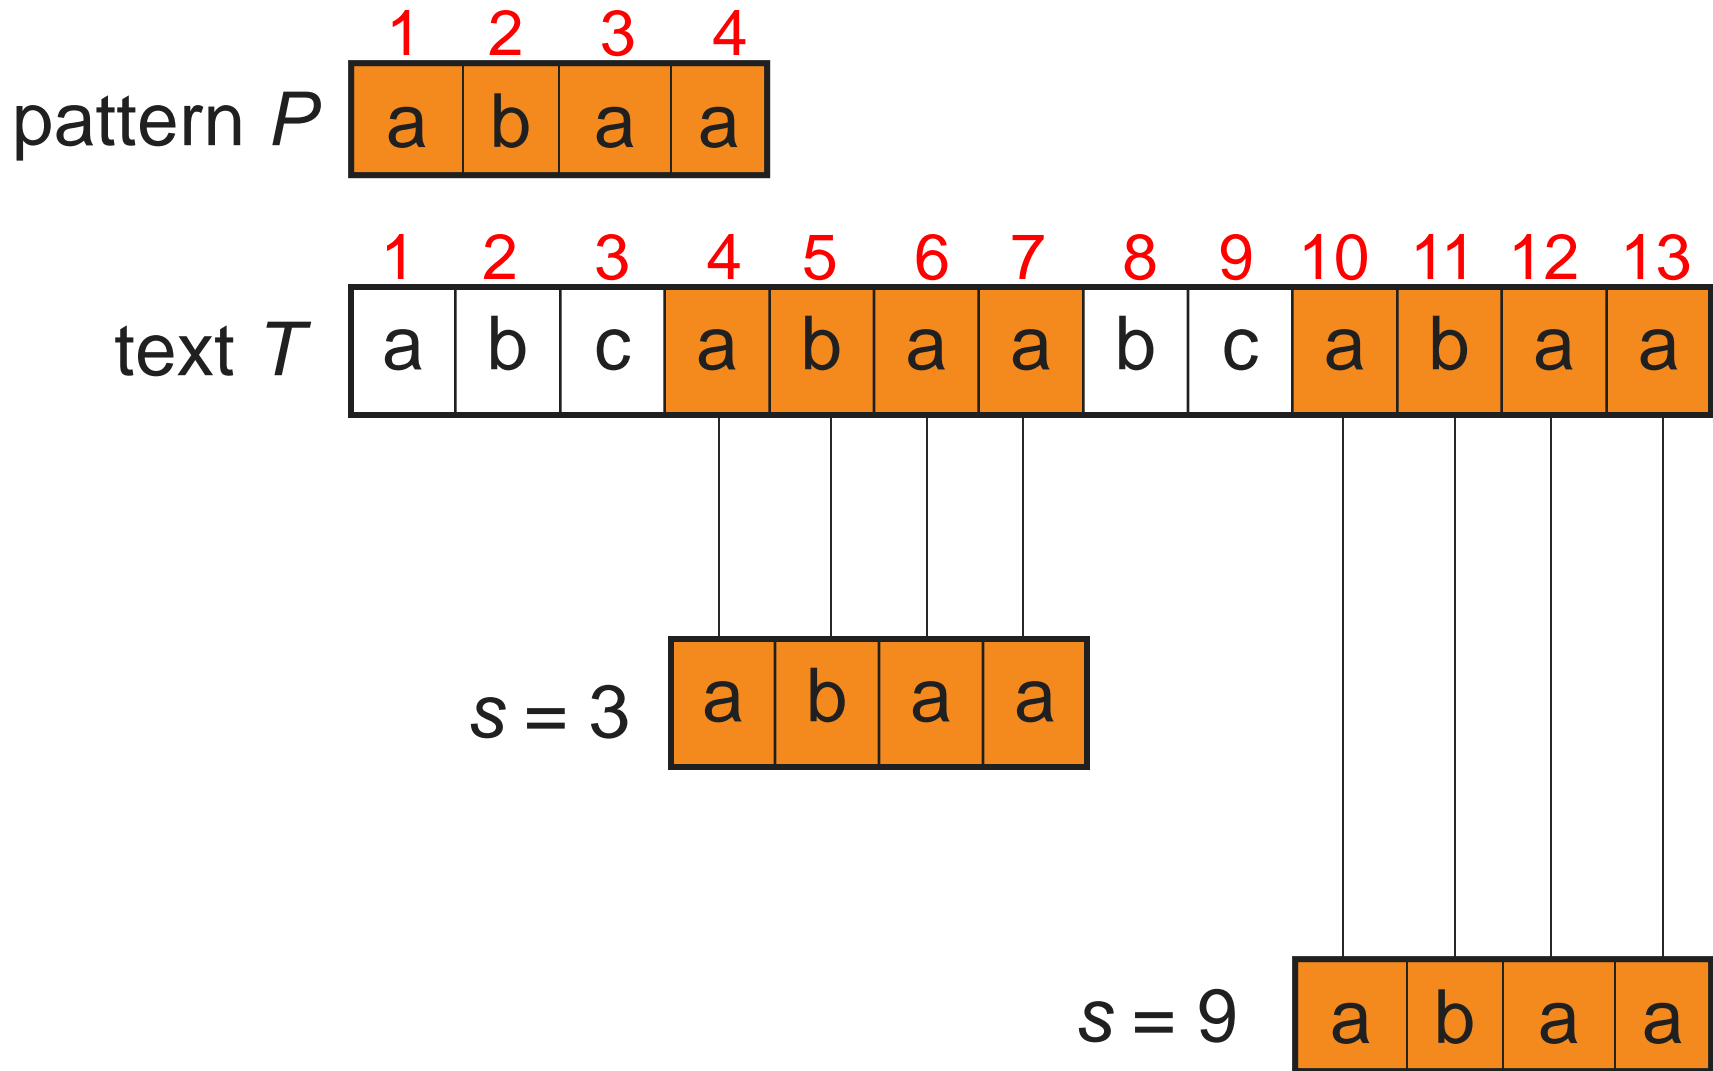 1 2 3 4
pattern P a b a a
1 2 3 4 5 6 7 8 9 10 11 12 13
text T a b c a b a a b c a b a a
s = 3 a b a a
s = 9 a b a a